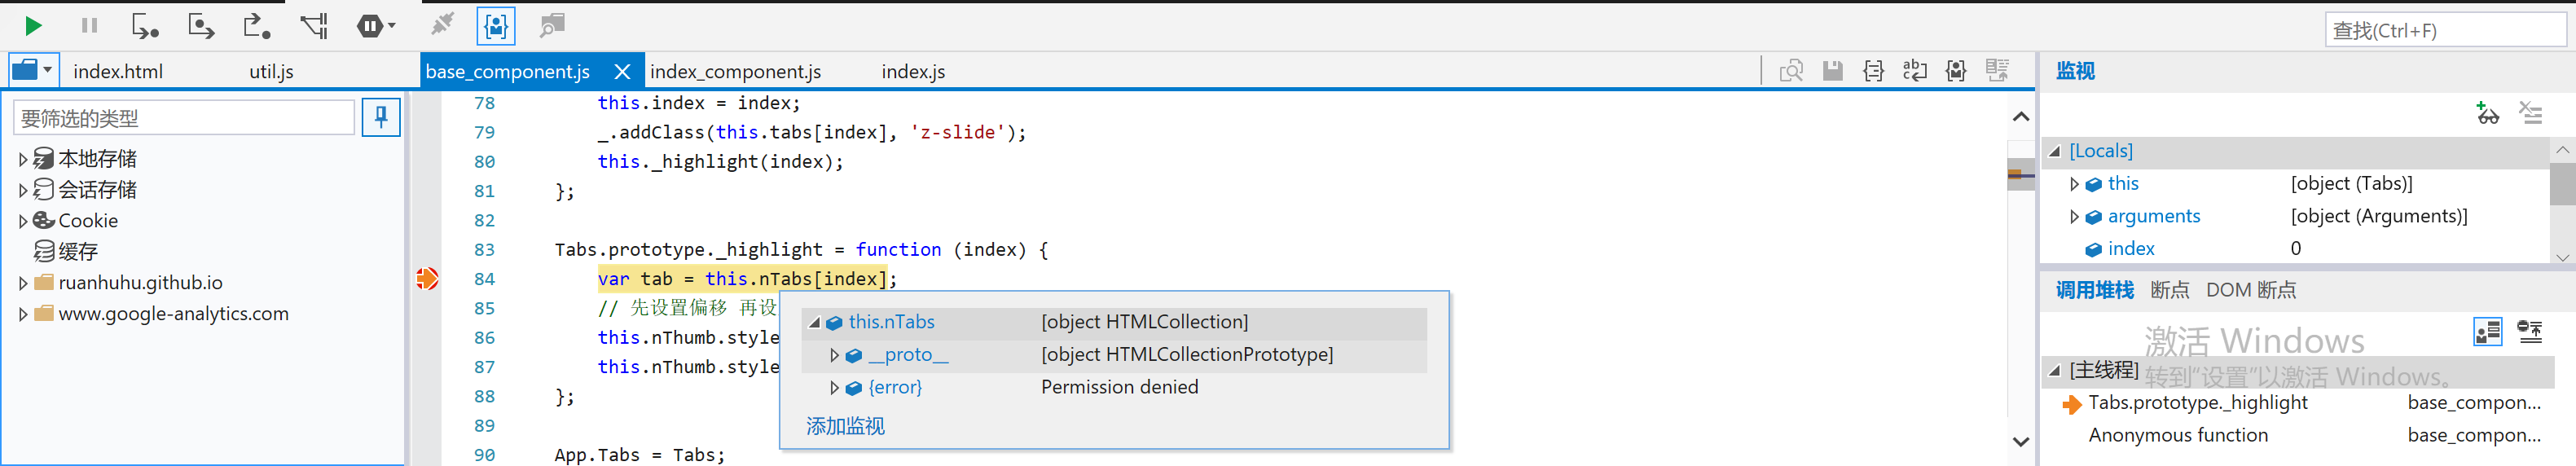 查找(Ctrl+F)
index.html
util.js
base_component.js
index_component.js
index.js
监视
要筛选的类型
本地存储
会话存储
Cookie
缓存
ruanhuhu.github.io
www.google-analytics.com
78 this.index = index;
79 _.addClass(this.tabs[index], 'z-slide');
80 this._highlight(index);
81 };
82
83 Tabs.prototype._highlight = function (index) {
84 var tab = this.nTabs[index];
85 // 先设置偏移 再设
86 this.nThumb.style
87 this.nThumb.style
88 };
89
90 App.Tabs = Tabs;
this.nTabs [object HTMLCollection]
__proto__ [object HTMLCollectionPrototype]
{error} Permission denied
添加监视
[Locals]
this [object (Tabs)]
arguments [object (Arguments)]
index 0
调用堆栈 断点 DOM 断点
激活 Windows
转到"设置"以激活 Windows。
[主线程]
Tabs.prototype._highlight base_compon...
Anonymous function base_compon...